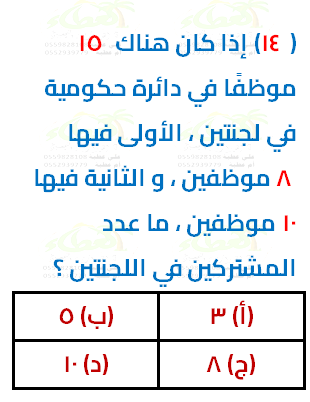 ( ١٤) إذا كان هناك ١٥
موظفًا في دائرة حكومية
في لجنتين ، الأولى فيها
٨ موظفين ، و الثانية فيها
١٠ موظفين ، ما عدد
المشتركين في اللجنتين ؟
(أ) ٣ (ب) ٥
(ج) ٨ (د) ١٠